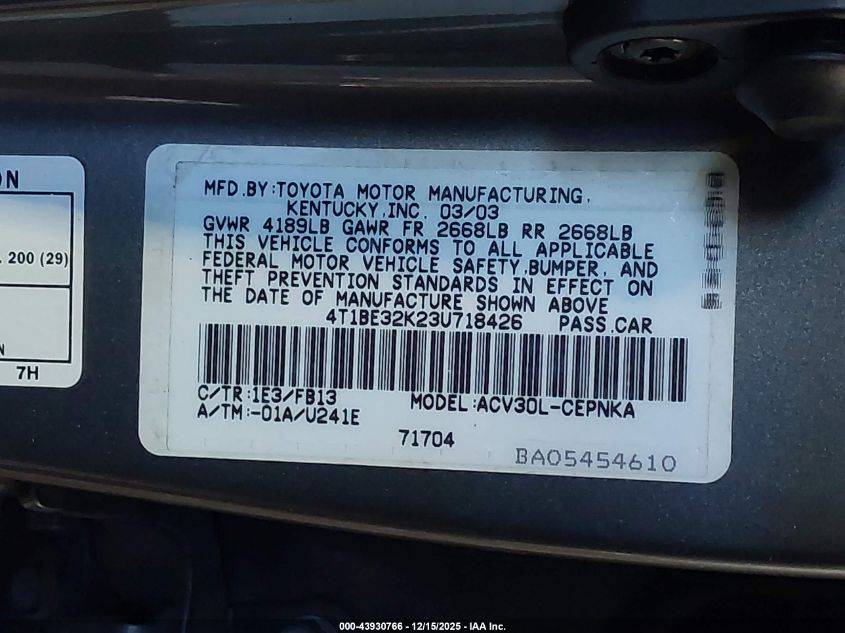 ON
. 200 (29)
N
7H
MFD.BY:TOYOTA MOTOR MANUFACTURING,
KENTUCKY,INC. 03/03
GVWR 4189LB GAWR FR 2668LB RR 2668LB
THIS VEHICLE CONFORMS TO ALL APPLICABLE
FEDERAL MOTOR VEHICLE SAFETY,BUMPER, AND
THEFT PREVENTION STANDARDS IN EFFECT ON
THE DATE OF MANUFACTURE SHOWN ABOVE
4T1BE32K23U718426 PASS.CAR
C/TR:1E3/FB13 MODEL:ACV30L-CEPNKA
A/TM:-01A/U241E
71704
BA05454610
000-43930766 - 12/15/2025 - IAA Inc.